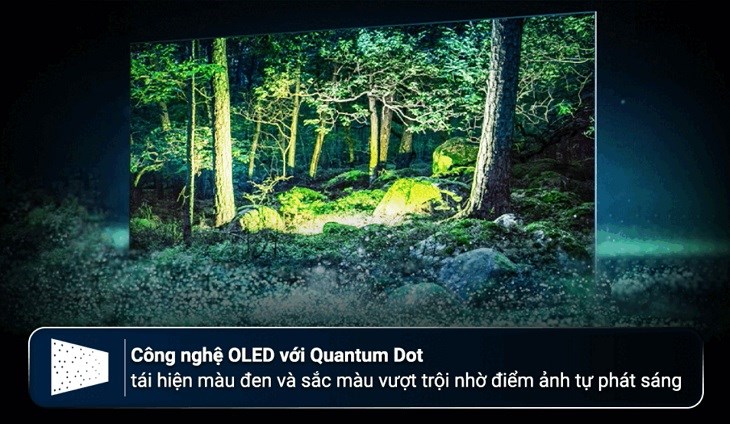 Công nghệ OLED với Quantum Dot
tái hiện màu đen và sắc màu vượt trội nhờ điểm ảnh tự phát sáng